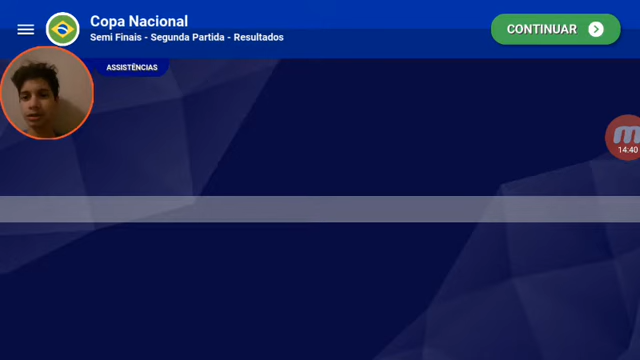 Copa Nacional
Semi Finais - Segunda Partida - Resultados
CONTINUAR
ASSISTÊNCIAS
14:40